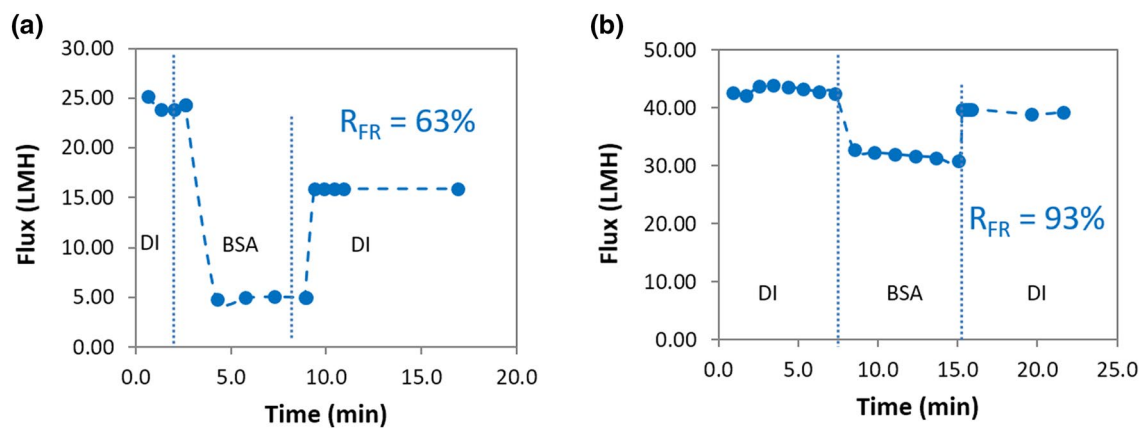 (a)
30.00
25.00
20.00
15.00
10.00
5.00
0.00
Flux (LMH)
R_FR = 63%
DI
BSA
DI
0.0 5.0 10.0 15.0 20.0
Time (min)
(b)
50.00
40.00
30.00
20.00
10.00
0.00
Flux (LMH)
R_FR = 93%
DI
BSA
DI
0.0 5.0 10.0 15.0 20.0 25.0
Time (min)